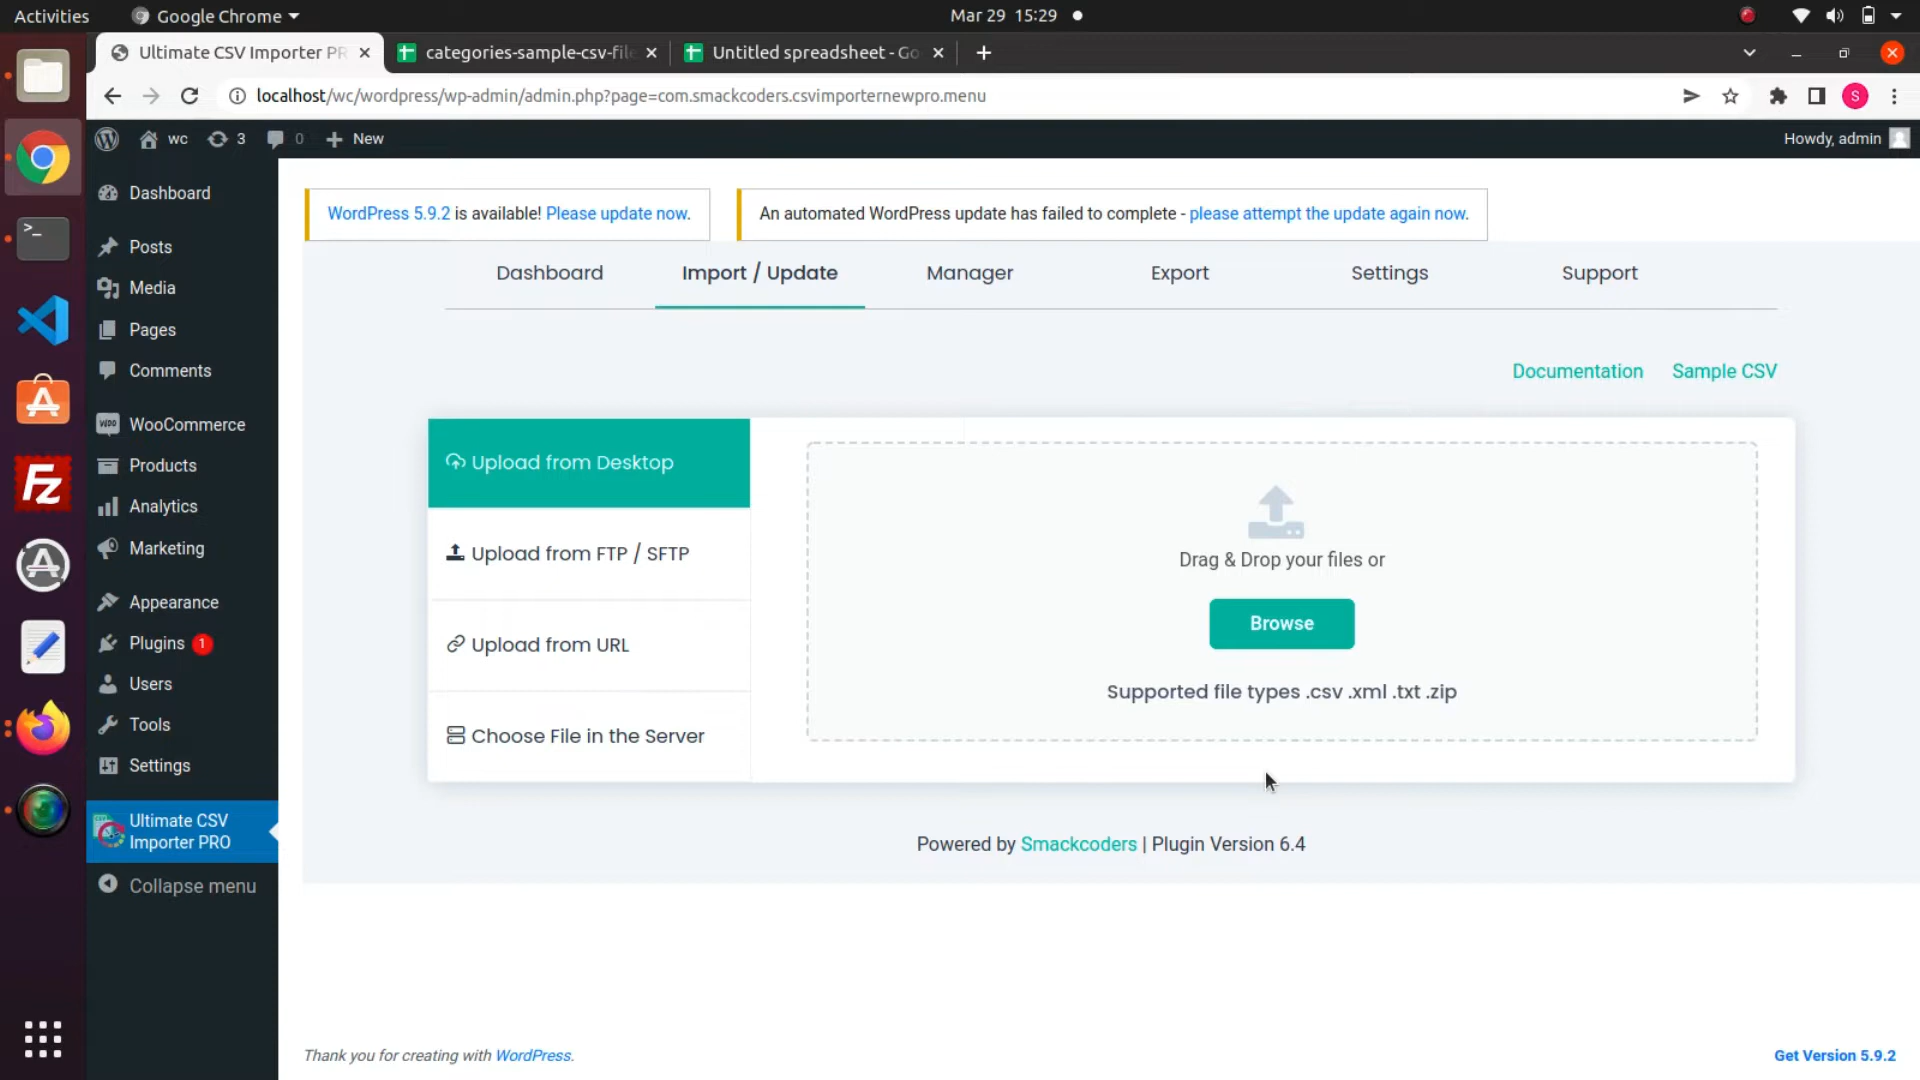 Activities
Google Chrome
Mar 29 15:29
Ultimate CSV Importer PR
categories-sample-csv-file
Untitled spreadsheet - Go
localhost/wc/wordpress/wp-admin/admin.php?page=com.smackcoders.csvimporternewpro.menu
S
wc
3
0
New
Howdy, admin
Dashboard
Posts
Media
Pages
Comments
WooCommerce
Products
Analytics
Marketing
Appearance
Plugins 1
Users
Tools
Settings
Ultimate CSV
Importer PRO
Collapse menu
WordPress 5.9.2 is available! Please update now.
An automated WordPress update has failed to complete - please attempt the update again now.
Dashboard
Import / Update
Manager
Export
Settings
Support
Documentation
Sample CSV
Upload from Desktop
Upload from FTP / SFTP
Upload from URL
Choose File in the Server
Drag & Drop your files or
Browse
Supported file types .csv .xml .txt .zip
Powered by Smackcoders | Plugin Version 6.4
Thank you for creating with WordPress.
Get Version 5.9.2